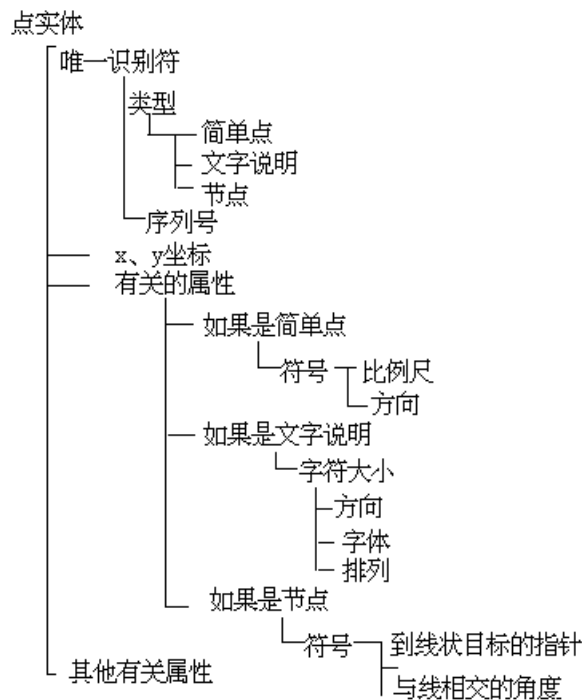 点实体
唯一识别符
类型
简单点
文字说明
节点
序列号
x、y坐标
有关的属性
如果是简单点
符号 比例尺
方向
如果是文字说明
字符大小
方向
字体
排列
如果是节点
符号 到线状目标的指针
与线相交的角度
其他有关属性